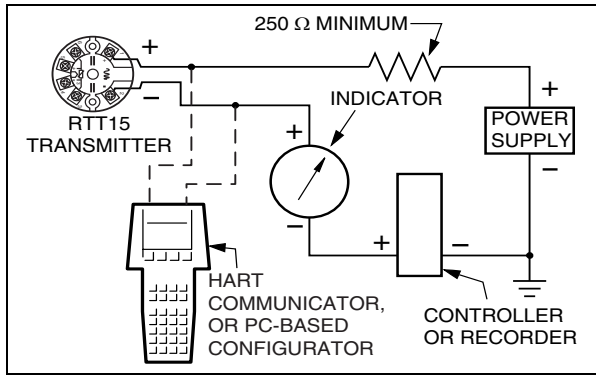 250 Ω MINIMUM
+
−
RTT15
TRANSMITTER
INDICATOR
+
−
+
POWER
SUPPLY
−
+
−
HART
COMMUNICATOR,
OR PC-BASED
CONFIGURATOR
CONTROLLER
OR RECORDER